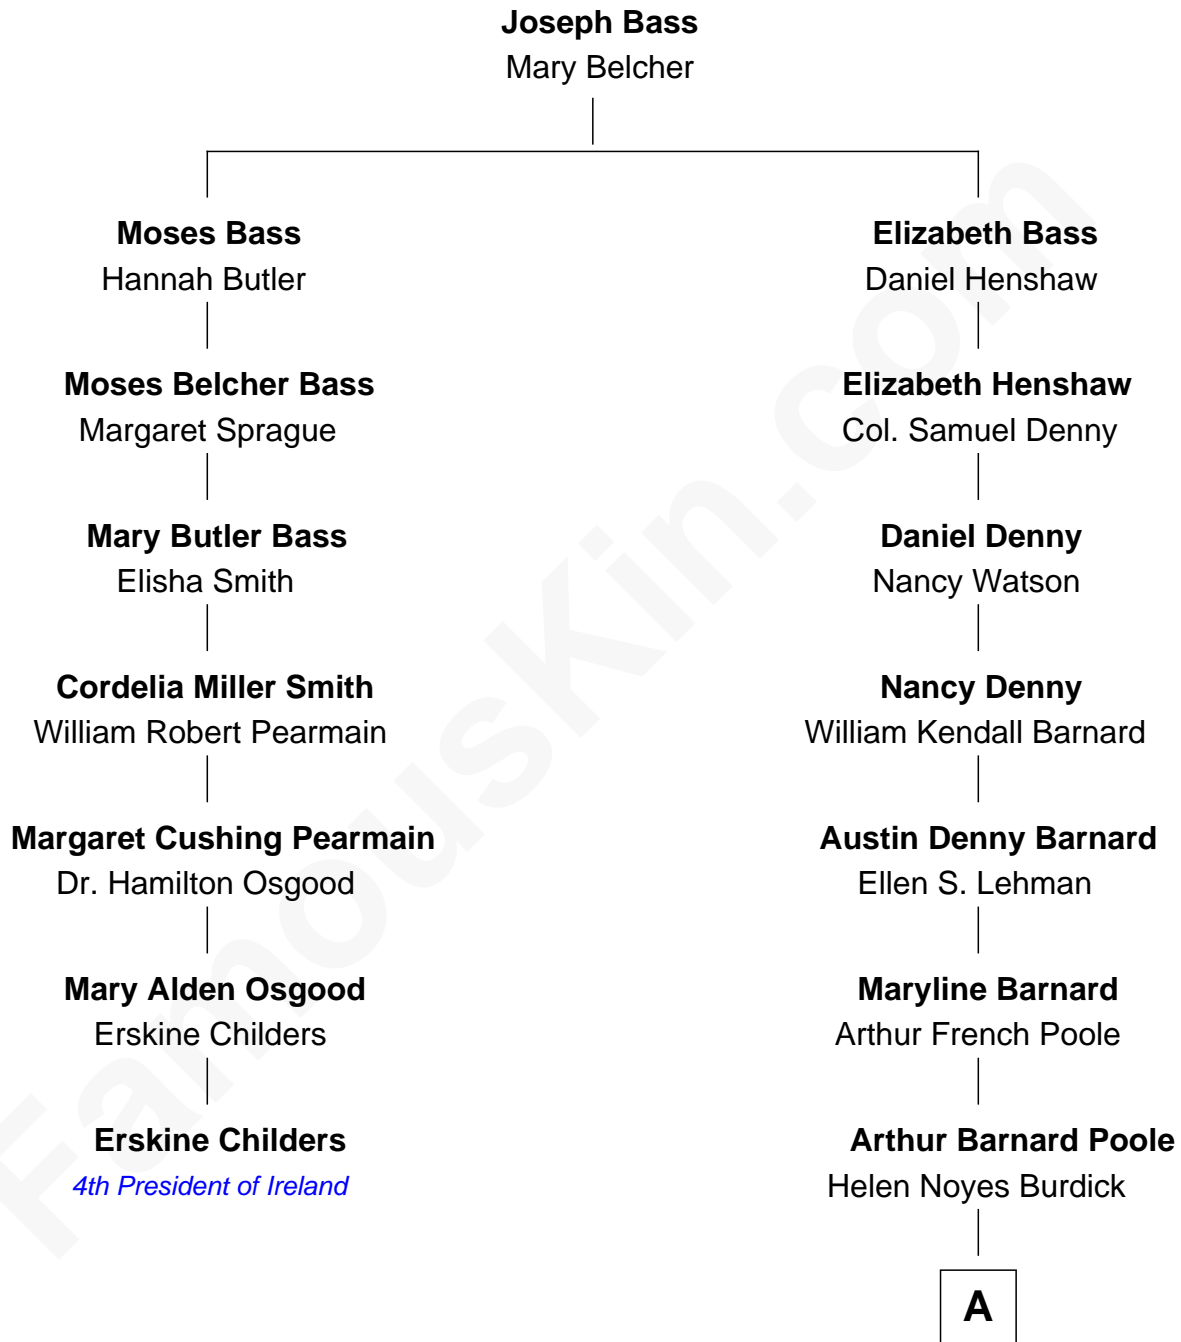 Joseph Bass
Mary Belcher
Moses Bass
Hannah Butler
Elizabeth Bass
Daniel Henshaw
Moses Belcher Bass
Margaret Sprague
Elizabeth Henshaw
Col. Samuel Denny
Mary Butler Bass
Elisha Smith
Daniel Denny
Nancy Watson
Cordelia Miller Smith
William Robert Pearmain
Nancy Denny
William Kendall Barnard
Margaret Cushing Pearmain
Dr. Hamilton Osgood
Austin Denny Barnard
Ellen S. Lehman
Mary Alden Osgood
Erskine Childers
Maryline Barnard
Arthur French Poole
Erskine Childers
4th President of Ireland
Arthur Barnard Poole
Helen Noyes Burdick
A
FamousKin.com